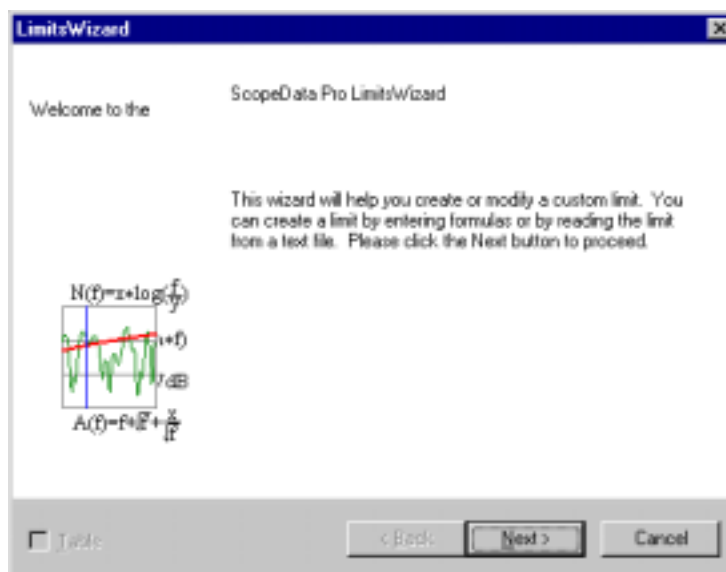 LimitsWizard
Welcome to the
ScopeData Pro LimitsWizard
This wizard will help you create or modify a custom limit. You
can create a limit by entering formulas or by reading the limit
from a text file. Please click the Next button to proceed.
N(f)=x*log(f/y)
*f)
dB
A(f)=f*
Table
< Back
Next >
Cancel